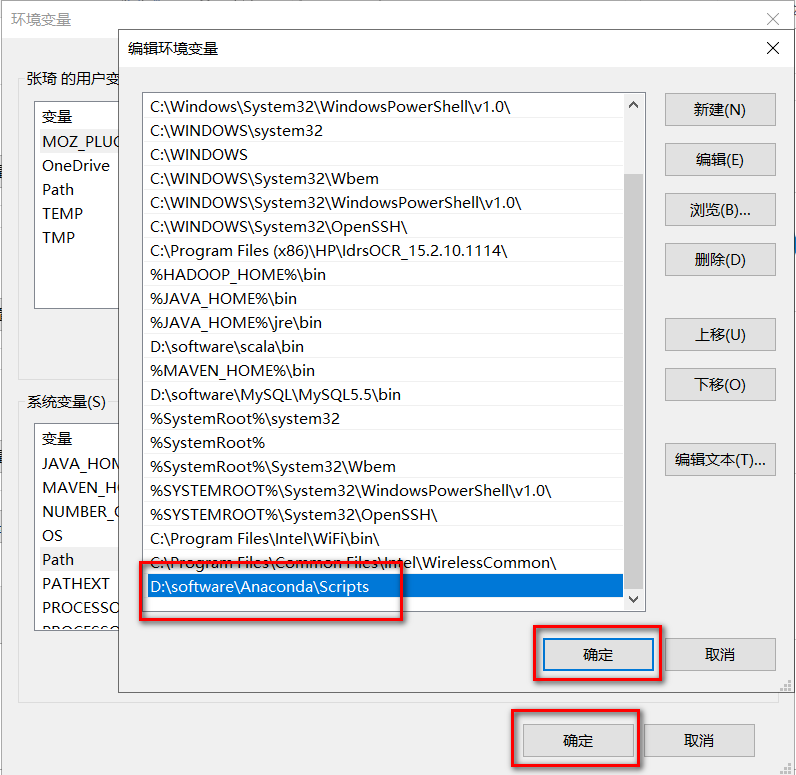 环境变量
编辑环境变量
张琦 的用户变
变量
MOZ_PLUG
OneDrive
Path
TEMP
TMP
C:\Windows\System32\WindowsPowerShell\v1.0\
C:\WINDOWS\system32
C:\WINDOWS
C:\WINDOWS\System32\Wbem
C:\WINDOWS\System32\WindowsPowerShell\v1.0\
C:\WINDOWS\System32\OpenSSH\
C:\Program Files (x86)\HP\IdrsOCR_15.2.10.1114\
%HADOOP_HOME%\bin
%JAVA_HOME%\bin
%JAVA_HOME%\jre\bin
D:\software\scala\bin
%MAVEN_HOME%\bin
D:\software\MySQL\MySQL5.5\bin
%SystemRoot%\system32
%SystemRoot%
%SystemRoot%\System32\Wbem
%SYSTEMROOT%\System32\WindowsPowerShell\v1.0\
%SYSTEMROOT%\System32\OpenSSH\
C:\Program Files\Intel\WiFi\bin\
C:\Program Files\Common Files\Intel\WirelessCommon\
D:\software\Anaconda\Scripts
新建(N)
编辑(E)
浏览(B)...
删除(D)
上移(U)
下移(O)
编辑文本(T)...
系统变量(S)
变量
JAVA_HOM
MAVEN_H
NUMBER_
OS
Path
PATHEXT
PROCESSO
PROCESSO
确定
取消
确定
取消